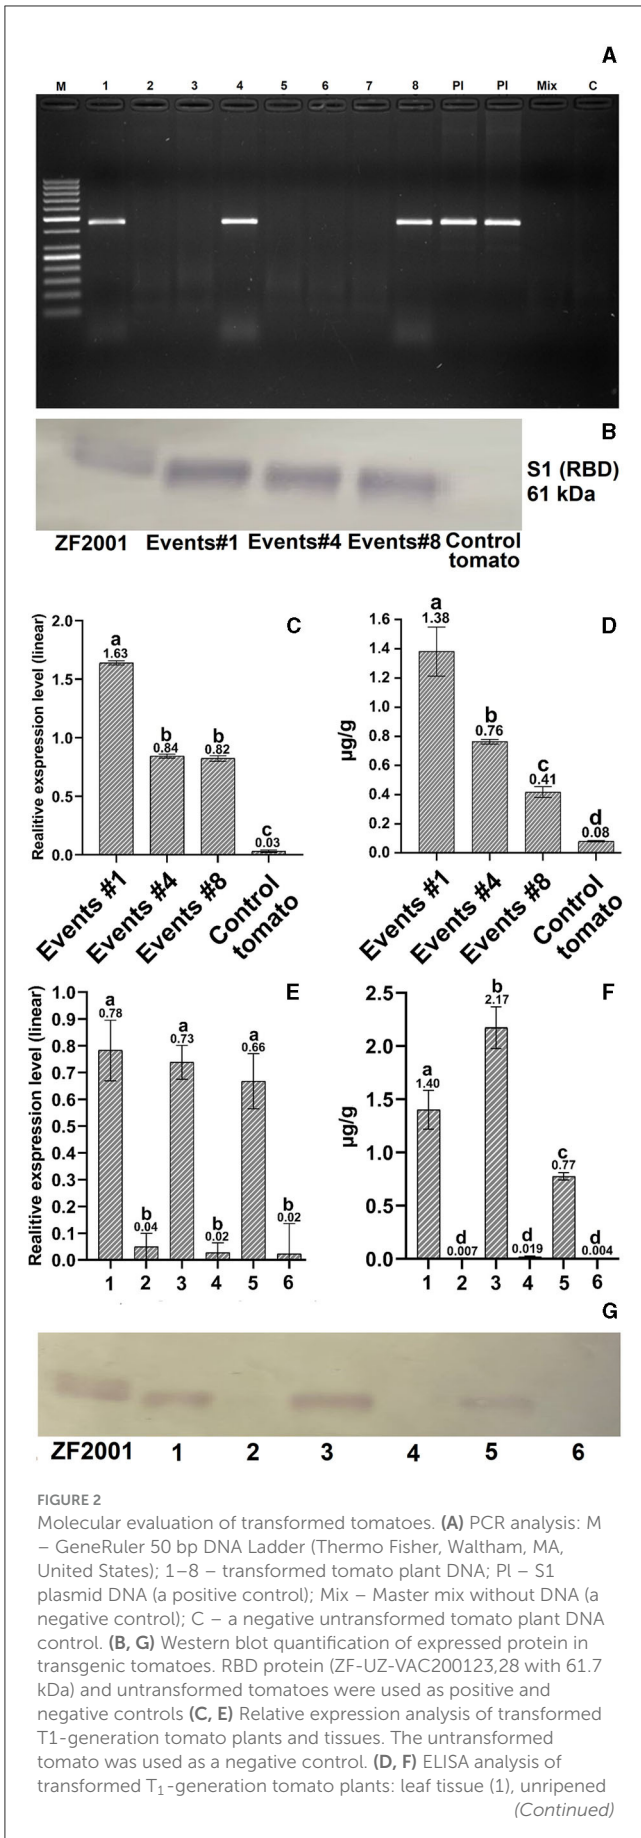 A
M 1 2 3 4 5 6 7 8 Pl Pl Mix C
B
S1 (RBD)
61 kDa
ZF2001 Events#1 Events#4 Events#8 Control
tomato
C
Realitive exspression level (linear)
2.0
1.5
1.0
0.5
0.0
a
1.63
b
0.84
b
0.82
c
0.03
Events #1
Events #4
Events #8
Control
tomato
D
µg/g
1.6
1.4
1.2
1.0
0.8
0.6
0.4
0.2
0.0
a
1.38
b
0.76
c
0.41
d
0.08
Events #1
Events #4
Events #8
Control
tomato
E
Realitive exspression level (linear)
1.0
0.9
0.8
0.7
0.6
0.5
0.4
0.3
0.2
0.1
0.0
a
0.78
b
0.04
a
0.73
b
0.02
a
0.66
b
0.02
1 2 3 4 5 6
F
µg/g
2.5
2.0
1.5
1.0
0.5
0.0
a
1.40
d
0.007
b
2.17
d
0.019
c
0.77
d
0.004
1 2 3 4 5 6
G
ZF2001 1 2 3 4 5 6
FIGURE 2
Molecular evaluation of transformed tomatoes. (A) PCR analysis: M
– GeneRuler 50 bp DNA Ladder (Thermo Fisher, Waltham, MA,
United States); 1–8 – transformed tomato plant DNA; Pl – S1
plasmid DNA (a positive control); Mix – Master mix without DNA (a
negative control); C – a negative untransformed tomato plant DNA
control. (B, G) Western blot quantification of expressed protein in
transgenic tomatoes. RBD protein (ZF-UZ-VAC200123,28 with 61.7
kDa) and untransformed tomatoes were used as positive and
negative controls (C, E) Relative expression analysis of transformed
T1-generation tomato plants and tissues. The untransformed
tomato was used as a negative control. (D, F) ELISA analysis of
transformed T₁-generation tomato plants: leaf tissue (1), unripened
(Continued)